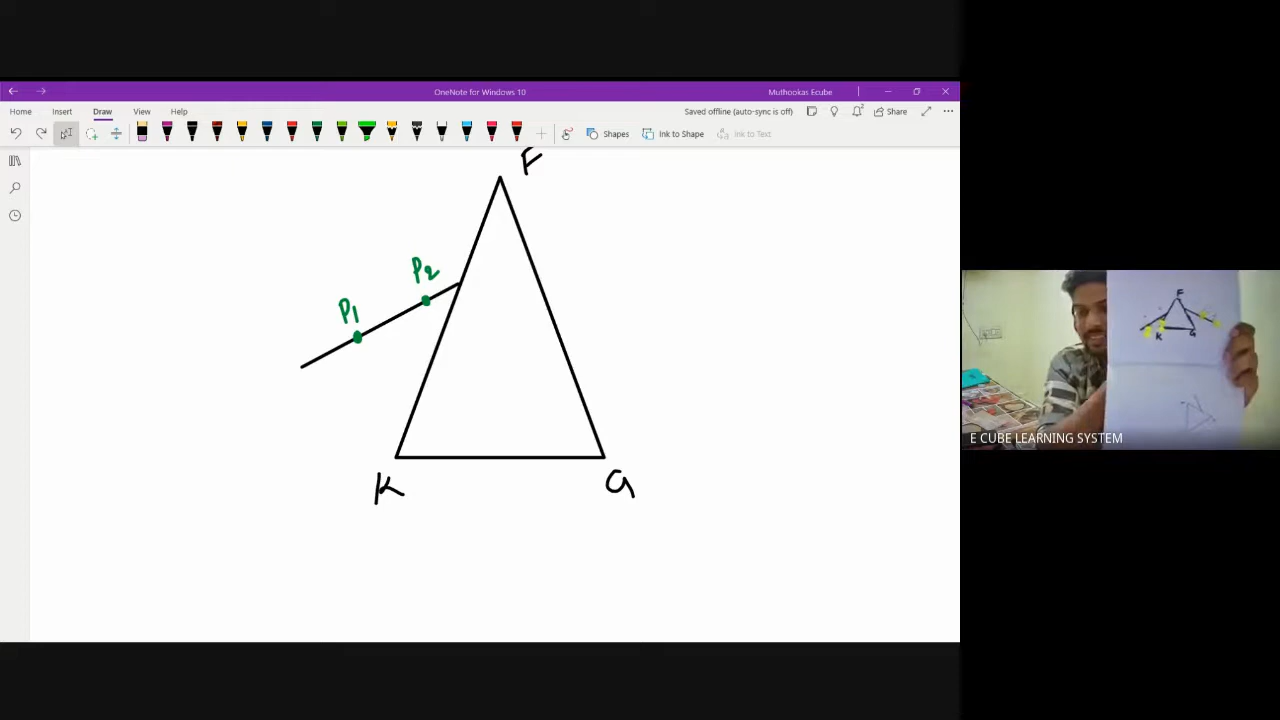 OneNote for Windows 10
Muthookas Ecube
Home Insert Draw View Help
Saved offline (auto-sync is off)
Share
Shapes
Ink to Shape
Ink to Text
F
P2
P1
K
G
F
K
G
E CUBE LEARNING SYSTEM